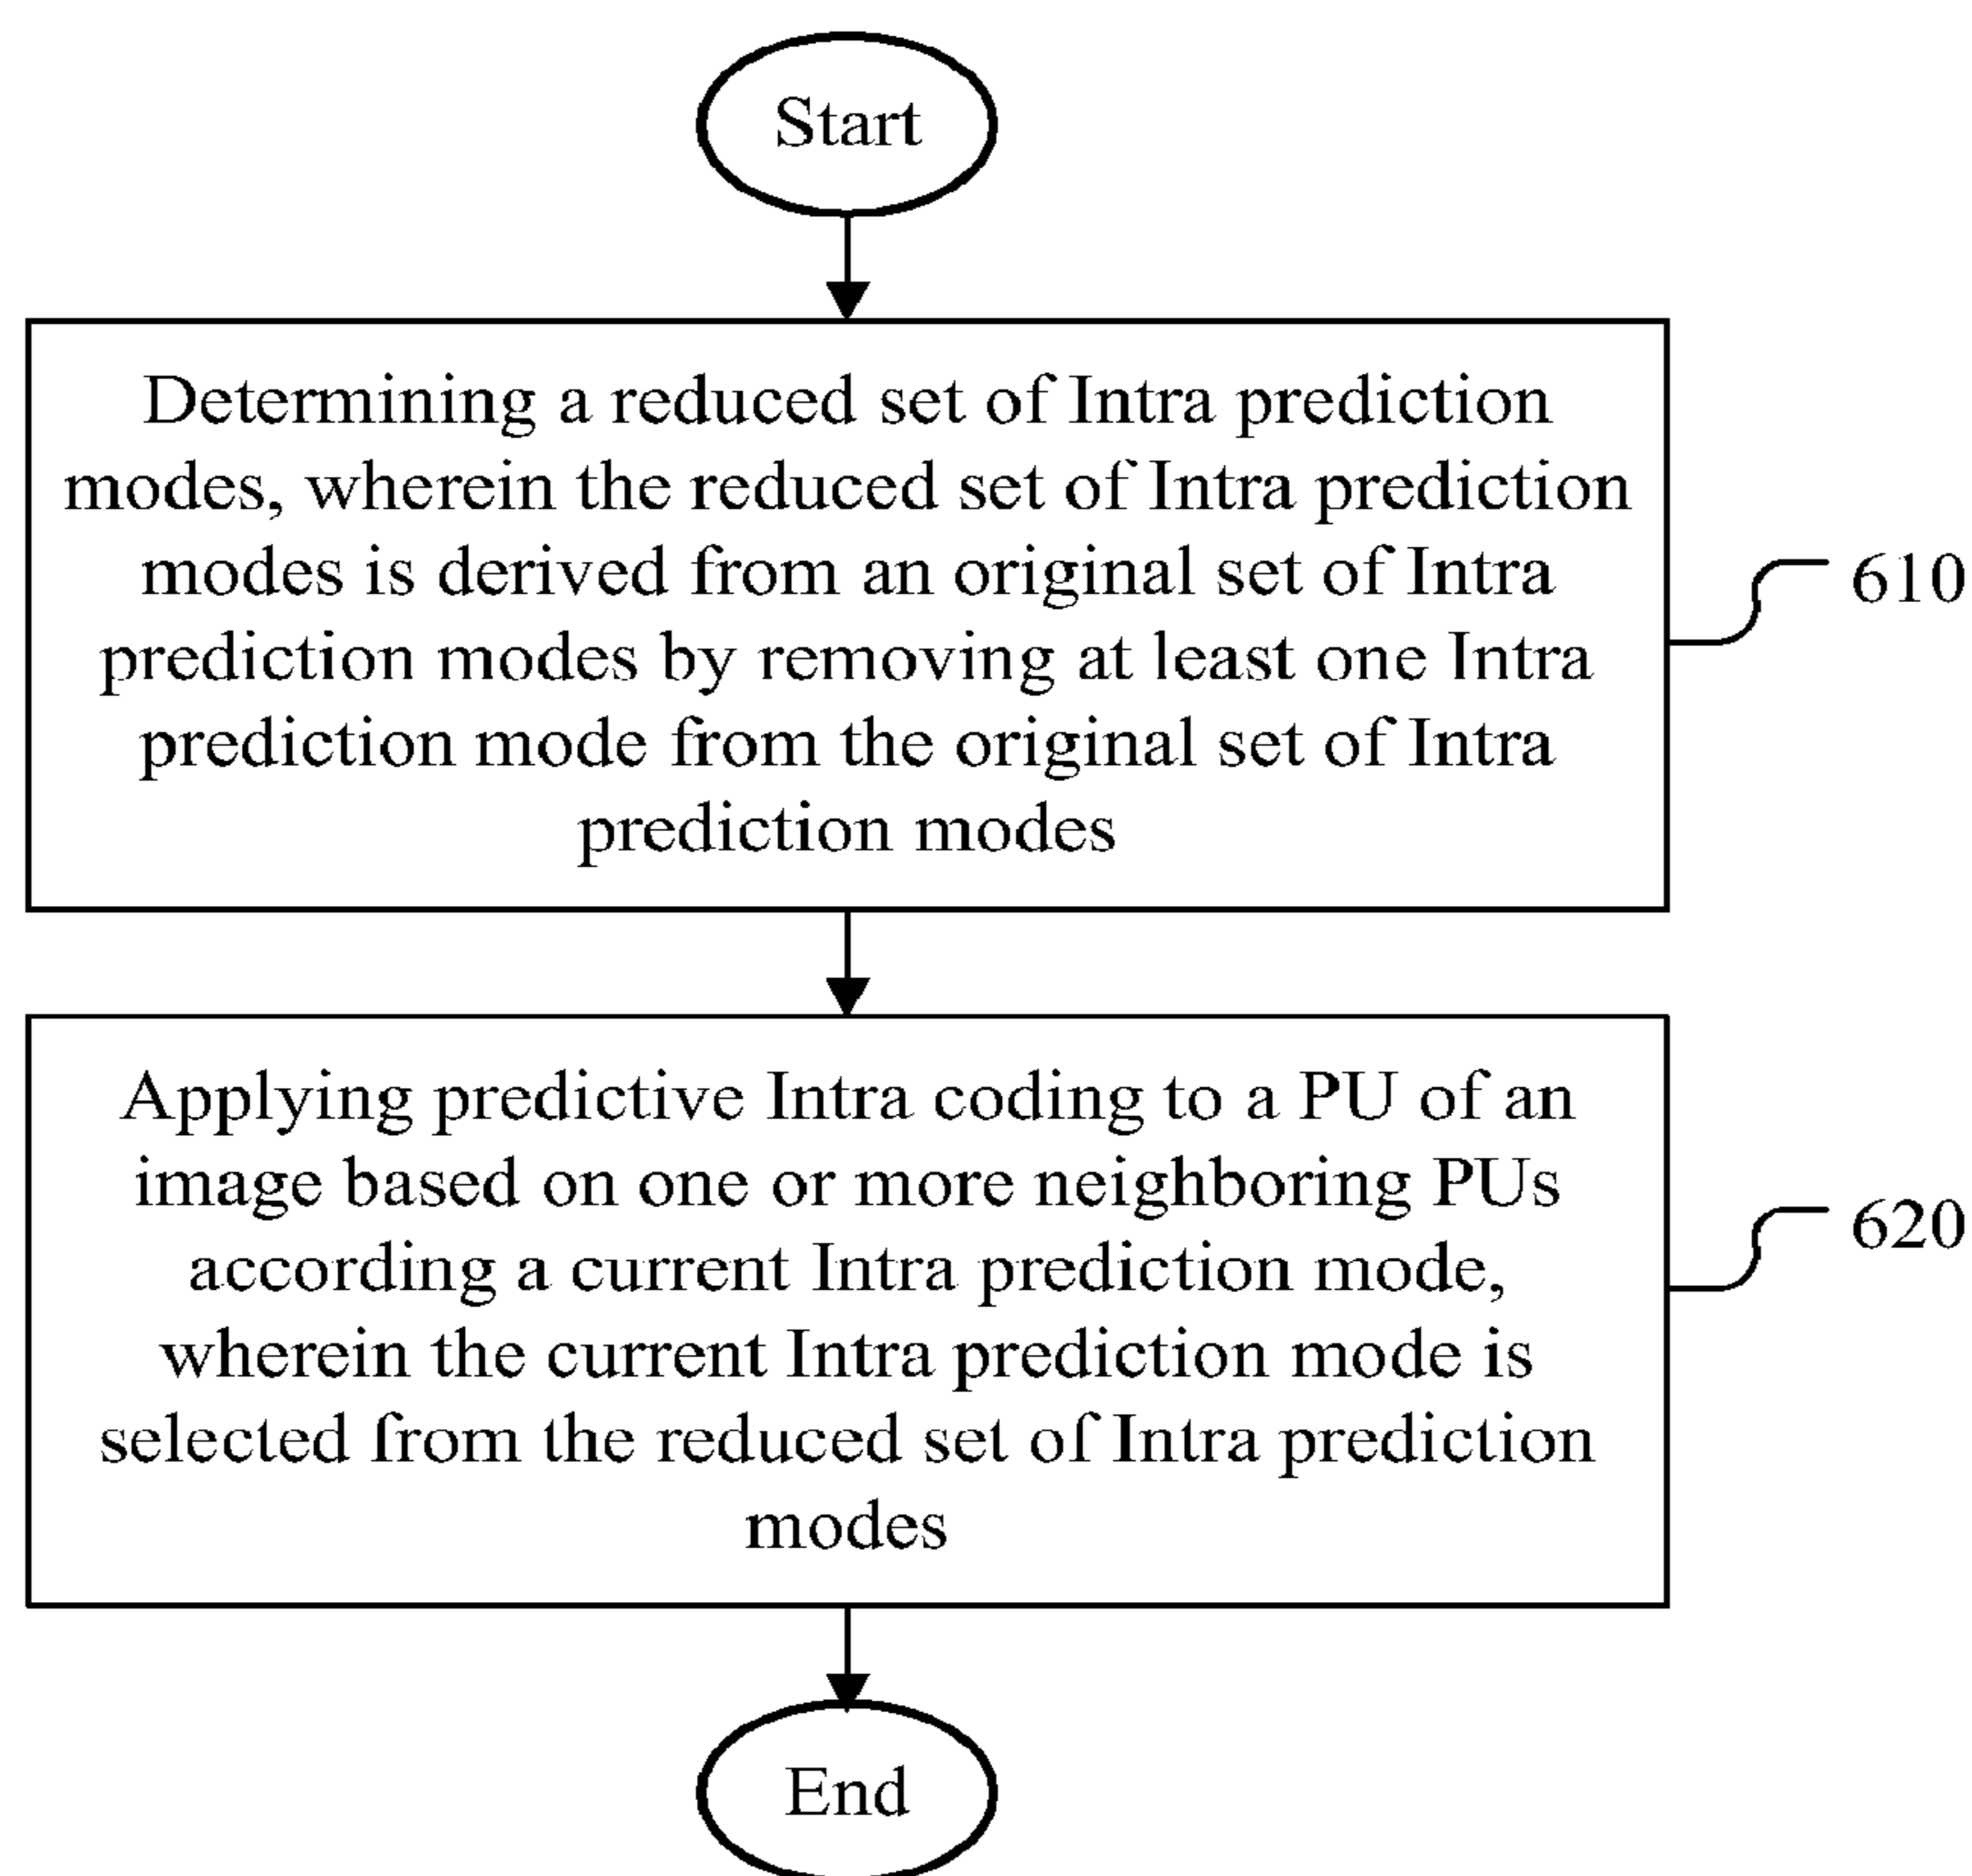 Start
Determining a reduced set of Intra prediction
modes, wherein the reduced set of Intra prediction
modes is derived from an original set of Intra
prediction modes by removing at least one Intra
prediction mode from the original set of Intra
prediction modes
610
Applying predictive Intra coding to a PU of an
image based on one or more neighboring PUs
according a current Intra prediction mode,
wherein the current Intra prediction mode is
selected from the reduced set of Intra prediction
modes
620
End